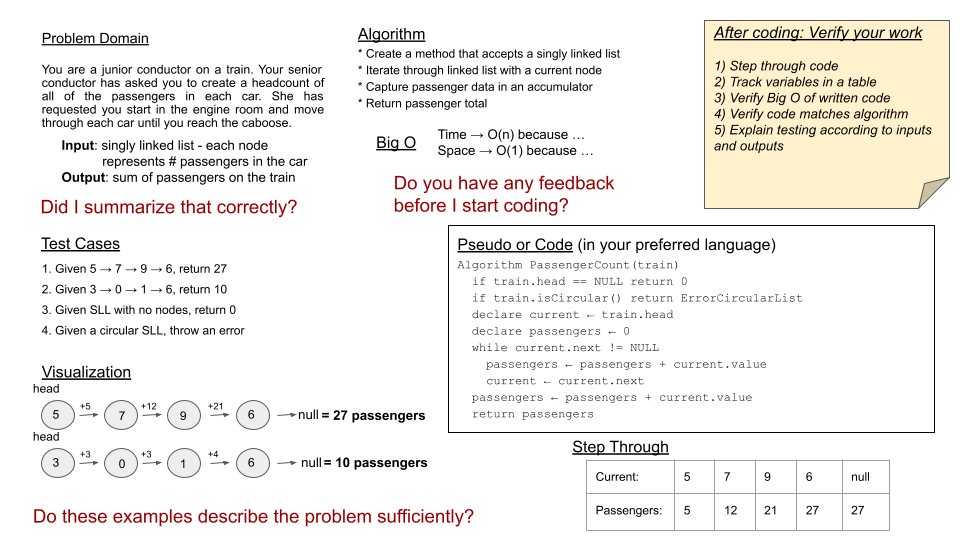 Problem Domain
You are a junior conductor on a train. Your senior
conductor has asked you to create a headcount of
all of the passengers in each car. She has
requested you start in the engine room and move
through each car until you reach the caboose.
Input: singly linked list - each node
represents # passengers in the car
Output: sum of passengers on the train
Did I summarize that correctly?
Algorithm
* Create a method that accepts a singly linked list
* Iterate through linked list with a current node
* Capture passenger data in an accumulator
* Return passenger total
Big O
Time → O(n) because …
Space → O(1) because …
Do you have any feedback
before I start coding?
After coding: Verify your work
1) Step through code
2) Track variables in a table
3) Verify Big O of written code
4) Verify code matches algorithm
5) Explain testing according to inputs
and outputs
Test Cases
1. Given 5 → 7 → 9 → 6, return 27
2. Given 3 → 0 → 1 → 6, return 10
3. Given SLL with no nodes, return 0
4. Given a circular SLL, throw an error
Visualization
head
5 +5 7 +12 9 +21 6 null = 27 passengers
head
3 +3 0 +3 1 +4 6 null = 10 passengers
Do these examples describe the problem sufficiently?
Pseudo or Code (in your preferred language)
Algorithm PassengerCount(train)
if train.head == NULL return 0
if train.isCircular() return ErrorCircularList
declare current ← train.head
declare passengers ← 0
while current.next != NULL
passengers ← passengers + current.value
current ← current.next
passengers ← passengers + current.value
return passengers
Step Through
Current: 5 7 9 6 null
Passengers: 5 12 21 27 27